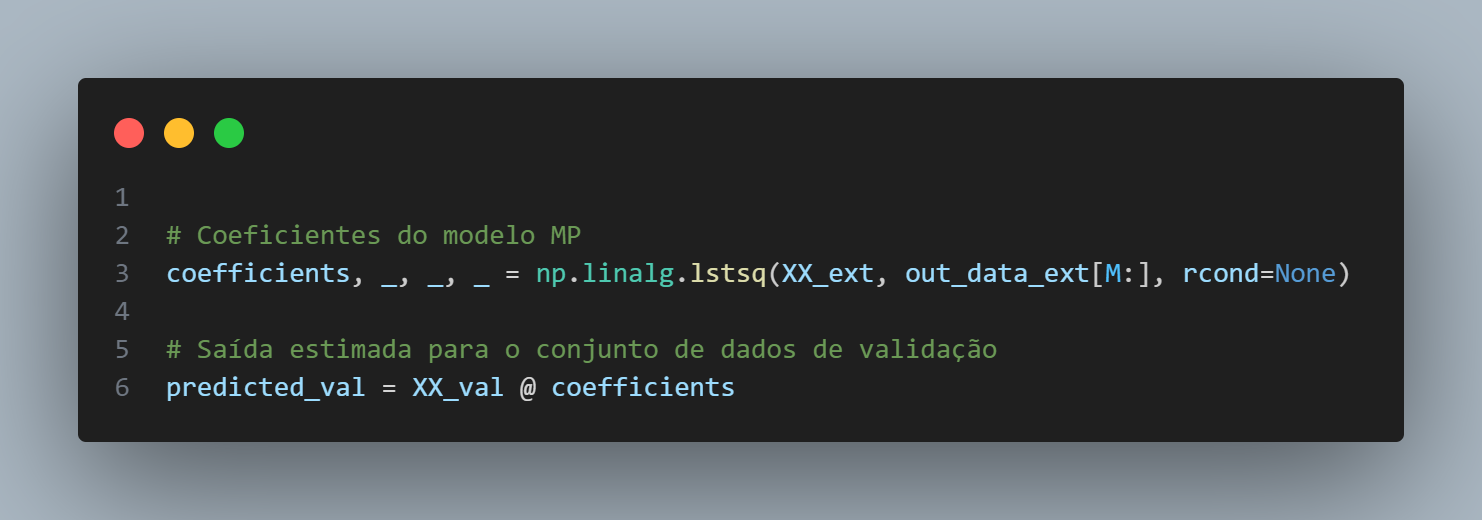 1
2 # Coeficientes do modelo MP
3 coefficients, _, _, _ = np.linalg.lstsq(XX_ext, out_data_ext[M:], rcond=None)
4
5 # Saída estimada para o conjunto de dados de validação
6 predicted_val = XX_val @ coefficients